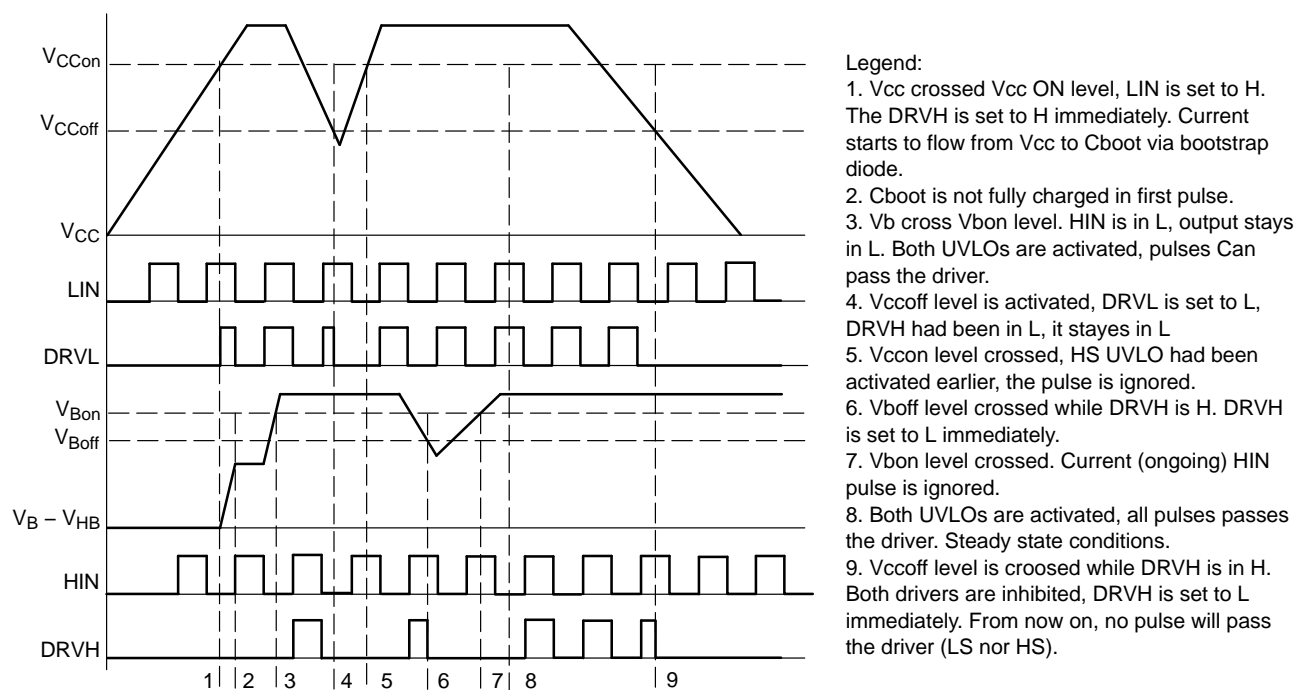 V_CCon
V_CCoff
V_CC
LIN
DRVL
V_Bon
V_Boff
V_B – V_HB
HIN
DRVH
1 2 3 4 5 6 7 8 9
Legend:
1. Vcc crossed Vcc ON level, LIN is set to H.
The DRVH is set to H immediately. Current
starts to flow from Vcc to Cboot via bootstrap
diode.
2. Cboot is not fully charged in first pulse.
3. Vb cross Vbon level. HIN is in L, output stays
in L. Both UVLOs are activated, pulses Can
pass the driver.
4. Vccoff level is activated, DRVL is set to L,
DRVH had been in L, it stayes in L
5. Vccon level crossed, HS UVLO had been
activated earlier, the pulse is ignored.
6. Vboff level crossed while DRVH is H. DRVH
is set to L immediately.
7. Vbon level crossed. Current (ongoing) HIN
pulse is ignored.
8. Both UVLOs are activated, all pulses passes
the driver. Steady state conditions.
9. Vccoff level is croosed while DRVH is in H.
Both drivers are inhibited, DRVH is set to L
immediately. From now on, no pulse will pass
the driver (LS nor HS).